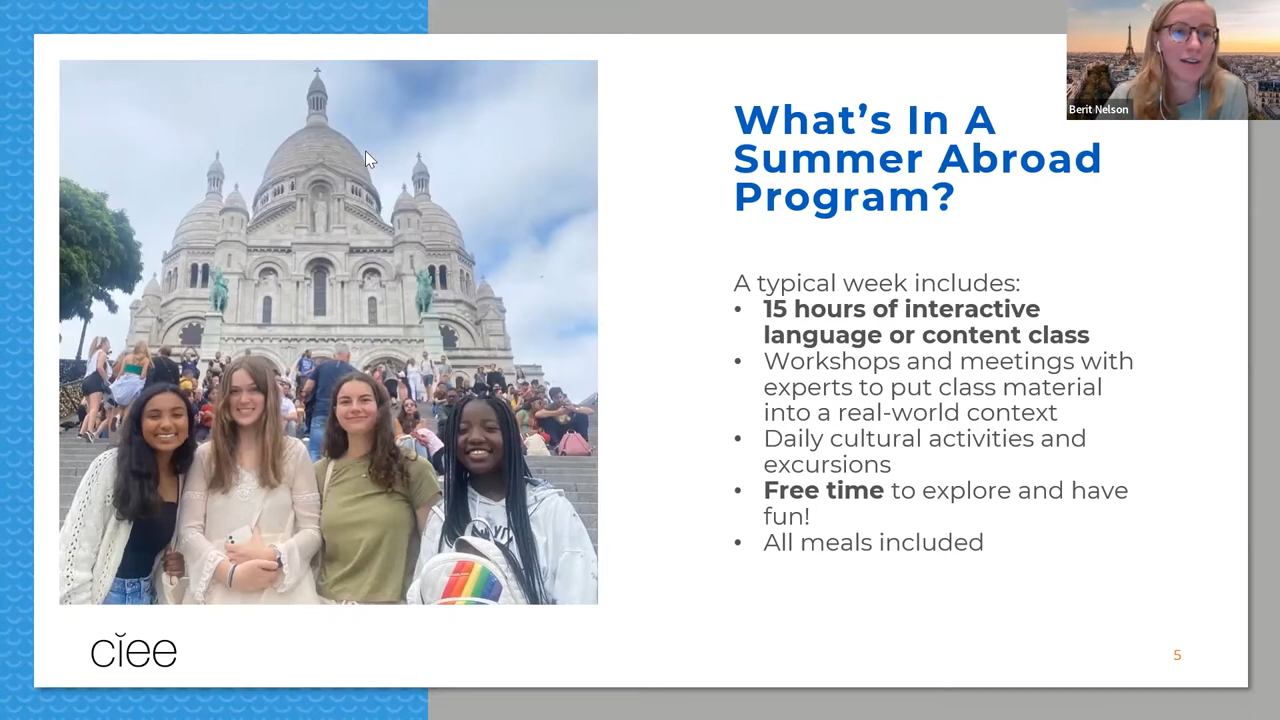 Berit Nelson
What's In A
Summer Abroad
Program?
A typical week includes:
• 15 hours of interactive
language or content class
• Workshops and meetings with
experts to put class material
into a real-world context
• Daily cultural activities and
excursions
• Free time to explore and have
fun!
• All meals included
cĭee
5